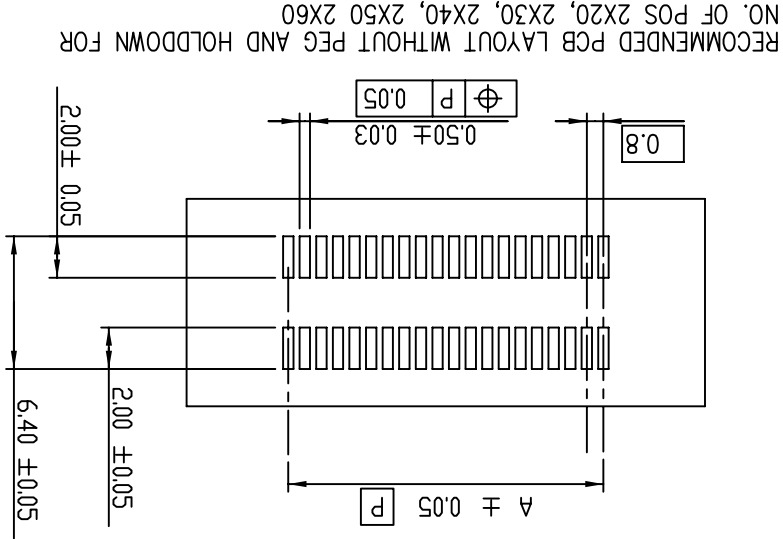 A ± 0.05 P
6.40 ±0.05
2.00 ±0.05
2.00± 0.05
0.8
0.50± 0.03
⌖ P 0.05
RECOMMENDED PCB LAYOUT WITHOUT PEG AND HOLDDOWN FOR
NO. OF POS 2X20, 2X30, 2X40, 2X50 2X60